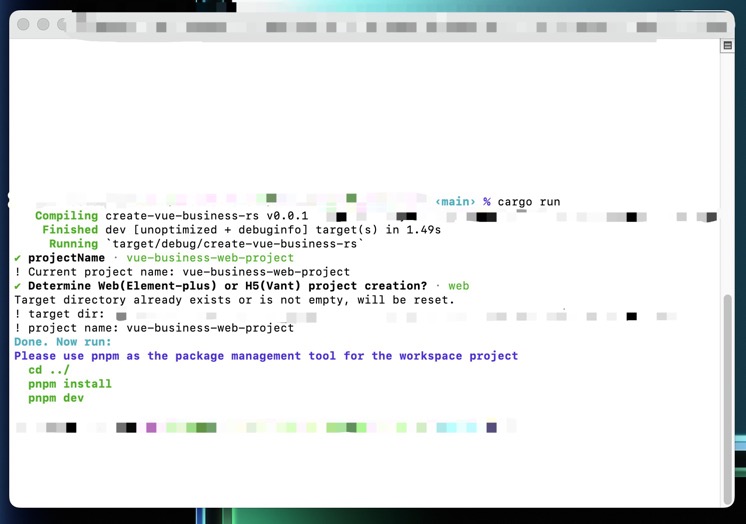 ‹main› % cargo run
Compiling create-vue-business-rs v0.0.1
Finished dev [unoptimized + debuginfo] target(s) in 1.49s
Running `target/debug/create-vue-business-rs`
✔ projectName · vue-business-web-project
! Current project name: vue-business-web-project
✔ Determine Web(Element-plus) or H5(Vant) project creation? · web
Target directory already exists or is not empty, will be reset.
! target dir:
! project name: vue-business-web-project
Done. Now run:
Please use pnpm as the package management tool for the workspace project
cd ../
pnpm install
pnpm dev